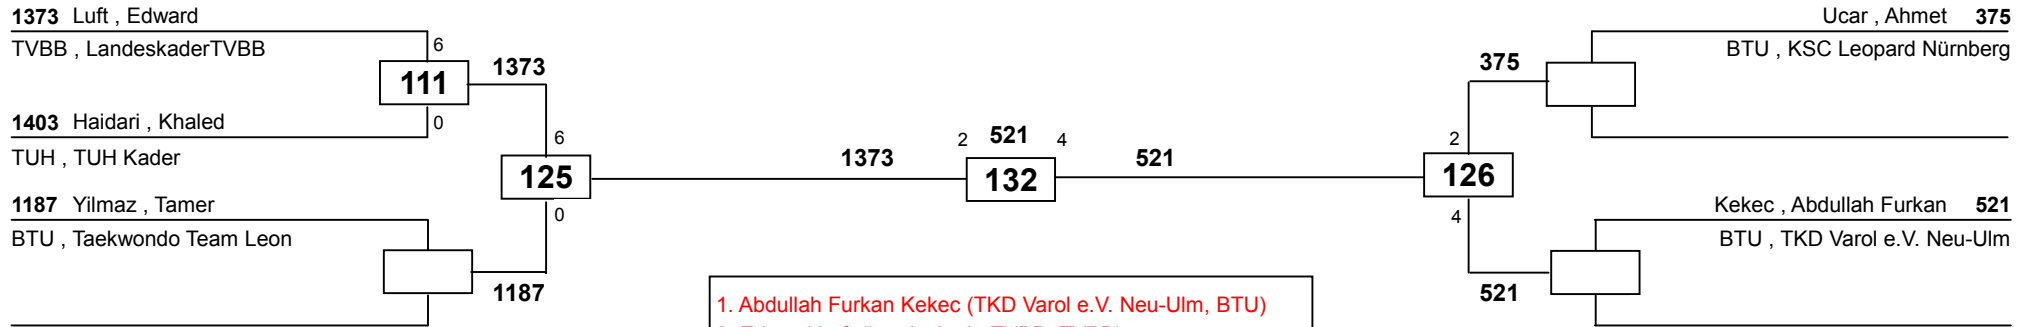 1373 Luft , Edward
TVBB , LandeskaderTVBB
6
111
1373
0
1403 Haidari , Khaled
TUH , TUH Kader
6
125
0
1187 Yilmaz , Tamer
BTU , Taekwondo Team Leon
1187
1373
2 521 4
132
521
Ucar , Ahmet 375
BTU , KSC Leopard Nürnberg
375
2
126
4
Kekec , Abdullah Furkan 521
BTU , TKD Varol e.V. Neu-Ulm
521
1. Abdullah Furkan Kekec (TKD Varol e.V. Neu-Ulm, BTU)